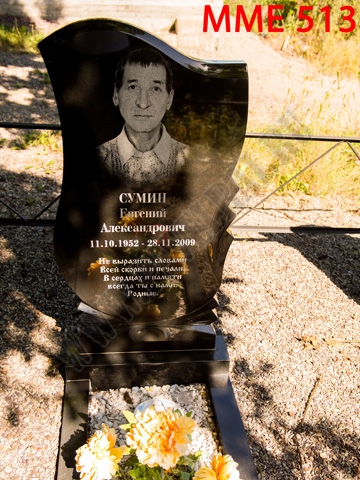 MME 513
СУМИН
Евгений
Александрович
11.10.1952 - 28.11.2009
Не выразить словами
Всей скорби и печали.
В сердцах и памяти
всегда ты с нами.
Родные.